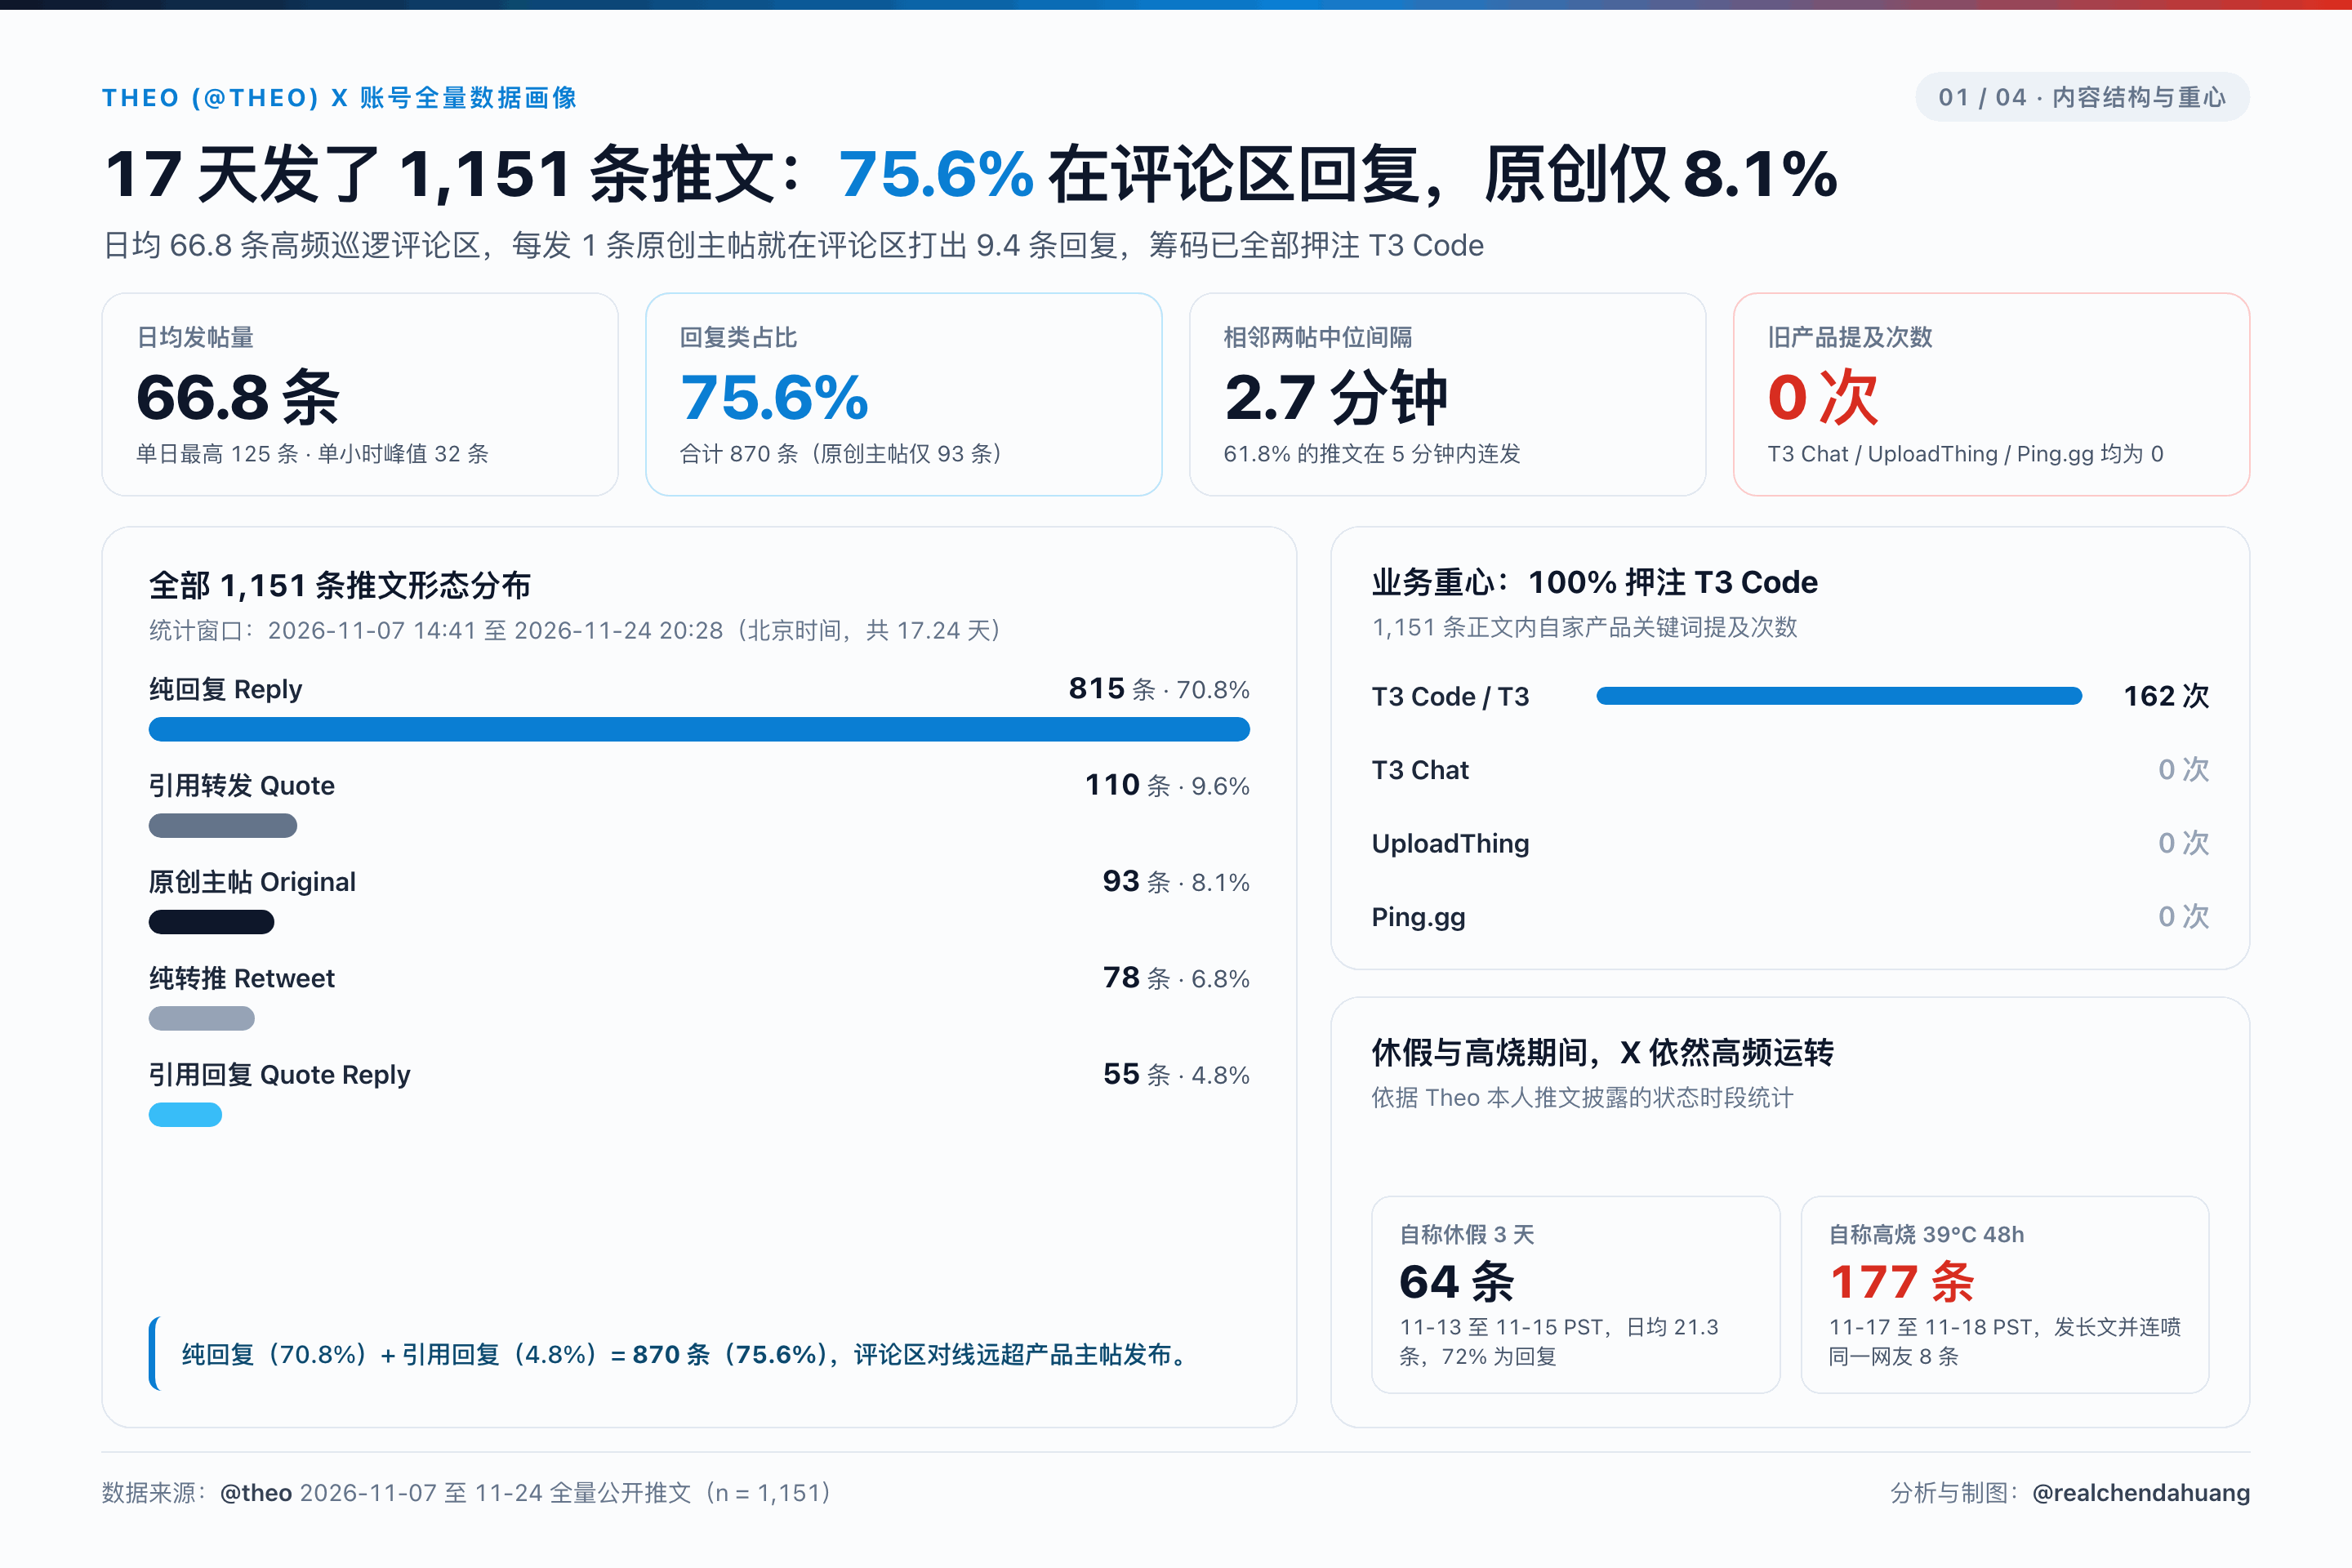 THEO (@THEO) X 账号全量数据画像
01 / 04 · 内容结构与重心
17 天发了 1,151 条推文：75.6% 在评论区回复，原创仅 8.1%
日均 66.8 条高频巡逻评论区，每发 1 条原创主帖就在评论区打出 9.4 条回复，筹码已全部押注 T3 Code
日均发帖量
66.8 条
单日最高 125 条 · 单小时峰值 32 条
回复类占比
75.6%
合计 870 条（原创主帖仅 93 条）
相邻两帖中位间隔
2.7 分钟
61.8% 的推文在 5 分钟内连发
旧产品提及次数
0 次
T3 Chat / UploadThing / Ping.gg 均为 0
全部 1,151 条推文形态分布
统计窗口：2026-11-07 14:41 至 2026-11-24 20:28（北京时间，共 17.24 天）
纯回复 Reply
815 条 · 70.8%
引用转发 Quote
110 条 · 9.6%
原创主帖 Original
93 条 · 8.1%
纯转推 Retweet
78 条 · 6.8%
引用回复 Quote Reply
55 条 · 4.8%
纯回复（70.8%）+ 引用回复（4.8%）= 870 条（75.6%），评论区对线远超产品主帖发布。
业务重心：100% 押注 T3 Code
1,151 条正文内自家产品关键词提及次数
T3 Code / T3
162 次
T3 Chat
0 次
UploadThing
0 次
Ping.gg
0 次
休假与高烧期间，X 依然高频运转
依据 Theo 本人推文披露的状态时段统计
自称休假 3 天
64 条
11-13 至 11-15 PST，日均 21.3
条，72% 为回复
自称高烧 39°C 48h
177 条
11-17 至 11-18 PST，发长文并连喷
同一网友 8 条
数据来源：@theo 2026-11-07 至 11-24 全量公开推文（n = 1,151）
分析与制图：@realchendahuang